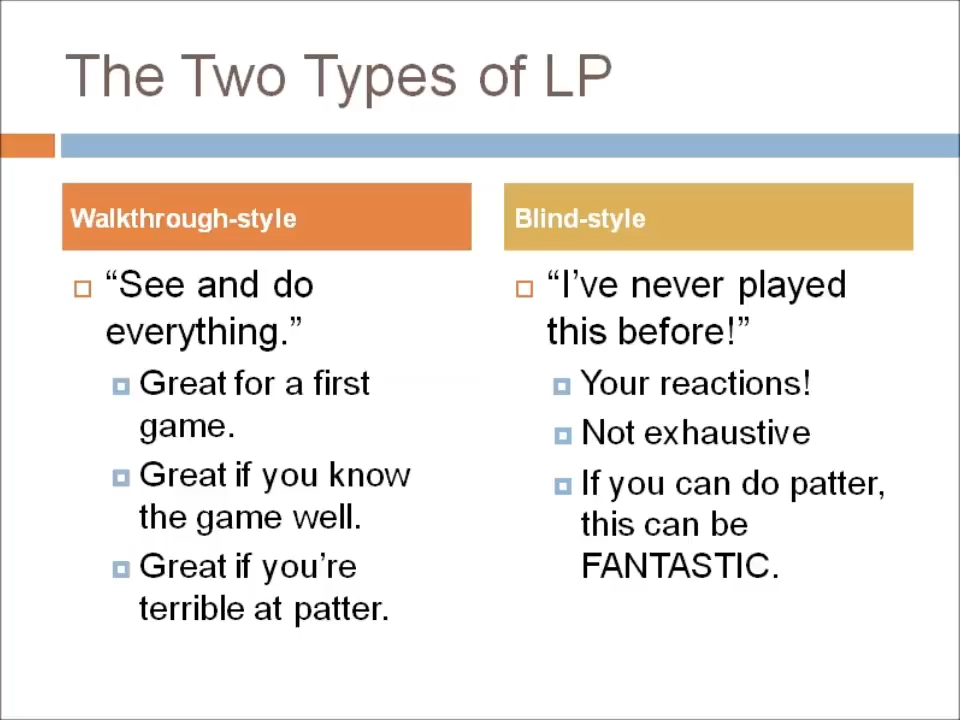 The Two Types of LP
Walkthrough-style
“See and do
everything.”
Great for a first
game.
Great if you know
the game well.
Great if you’re
terrible at patter.
Blind-style
“I’ve never played
this before!”
Your reactions!
Not exhaustive
If you can do patter,
this can be
FANTASTIC.